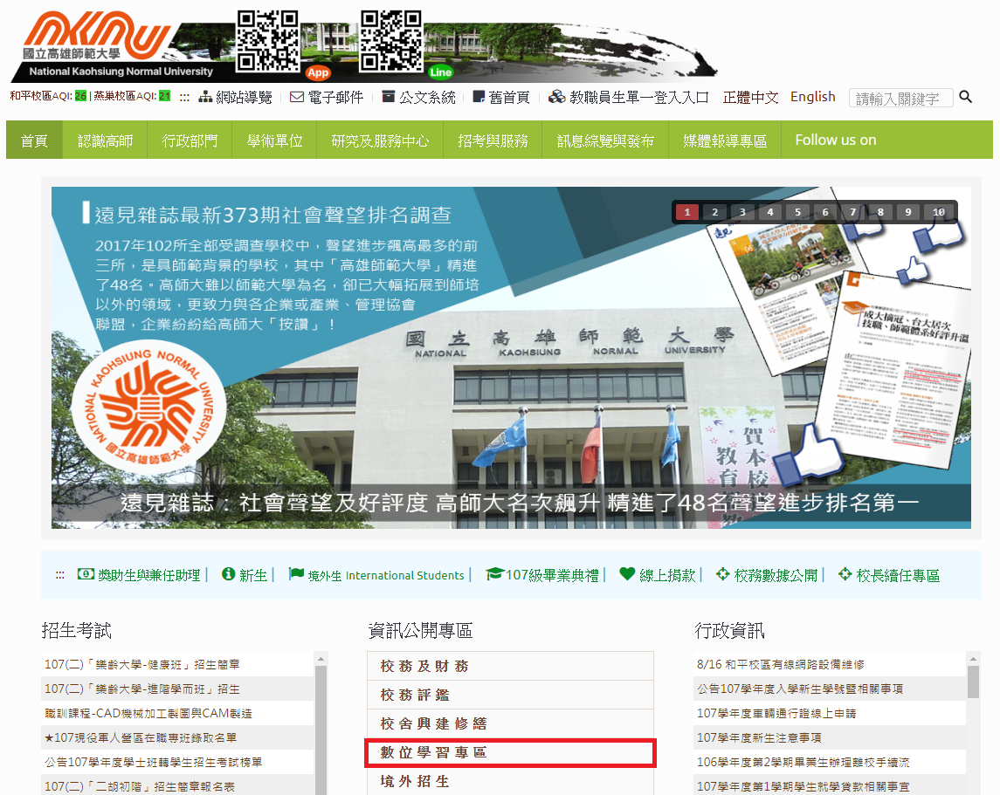 nknu
國立高雄師範大學
National Kaohsiung Normal University
App
Line
和平校區AQI: 26 | 燕巢校區AQI: 21 ::: 網站導覽 電子郵件 公文系統 舊首頁 教職員生單一登入入口 正體中文 English 請輸入關鍵字
首頁 認識高師 行政部門 學術單位 研究及服務中心 招考與服務 訊息綜覽與發布 媒體報導專區 Follow us on
遠見雜誌最新373期社會聲望排名調查
1 2 3 4 5 6 7 8 9 10
2017年102所全部受調查學校中，聲望進步飆高最多的前
三所，是具師範背景的學校，其中「高雄師範大學」精進
了48名。高師大雖以師範大學為名，卻已大幅拓展到師培
以外的領域，更致力與各企業或產業、管理協會
聯盟，企業紛紛給高師大「按讚」！
遠見
成大摘冠、台大居次
技職、師範體系好評升溫
國立高雄師範大學
NATIONAL KAOHSIUNG NORMAL UNIVERSITY
NATIONAL KAOHSIUNG NORMAL UNIVERSITY
國立高雄師範大學
賀本校
教育
遠見雜誌：社會聲望及好評度 高師大名次飆升 精進了48名聲望進步排名第一
::: 獎助生與兼任助理 | 新生 | 境外生 International Students | 107級畢業典禮 | 線上捐款 | 校務數據公開 | 校長續任專區
招生考試
107(二)「樂齡大學-健康班」招生簡章
107(二)「樂齡大學-進階學而班」招生
職訓課程-CAD機械加工製圖與CAM製造
★107現役軍人營區在職專班錄取名單
公告107學年度學士班轉學生招生考試榜單
107(二)「二胡初階」招生簡章報名表
資訊公開專區
校務及財務
校務評鑑
校舍興建修繕
數位學習專區
境外招生
行政資訊
8/16 和平校區有線網路設備維修
公告107學年度入學新生學號暨相關事項
107學年度車輛通行證線上申請
107學年度新生注意事項
106學年度第2學期畢業生辦理離校手續流
107學年度第1學期學生就學貸款相關事宜